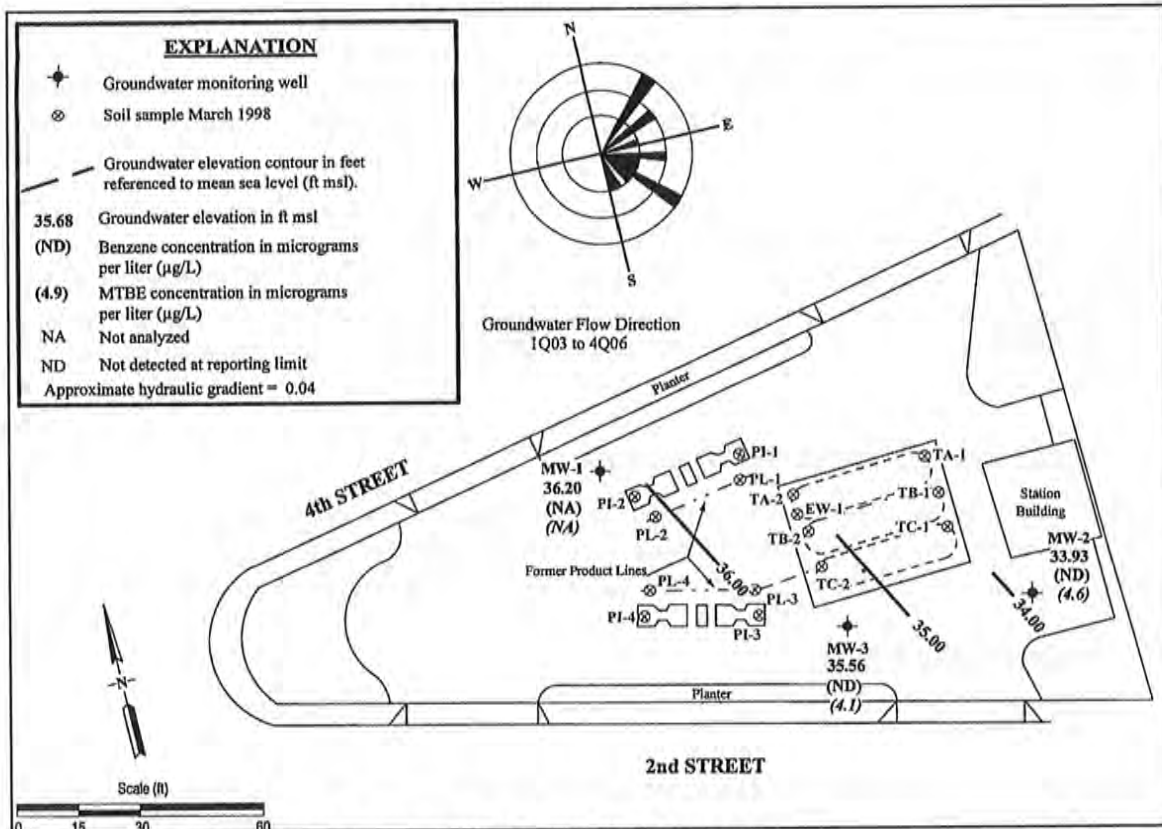 EXPLANATION
Groundwater monitoring well
Soil sample March 1998
Groundwater elevation contour in feet
referenced to mean sea level (ft msl).
35.68 Groundwater elevation in ft msl
(ND) Benzene concentration in micrograms
per liter (µg/L)
(4.9) MTBE concentration in micrograms
per liter (µg/L)
NA Not analyzed
ND Not detected at reporting limit
Approximate hydraulic gradient = 0.04
N
E
W
S
Groundwater Flow Direction
1Q03 to 4Q06
Planter
4th STREET
MW-1
36.20
(NA)
(NA)
PI-1
PL-1
PI-2
PL-2
TA-1
TA-2
EW-1
TB-1
TB-2
TC-1
TC-2
Station
Building
MW-2
33.93
(ND)
(4.6)
Former Product Lines
36.00
PL-4
PL-3
PI-4
PI-3
35.00
34.00
MW-3
35.56
(ND)
(4.1)
Planter
2nd STREET
N
Scale (ft)
0 15 30 60